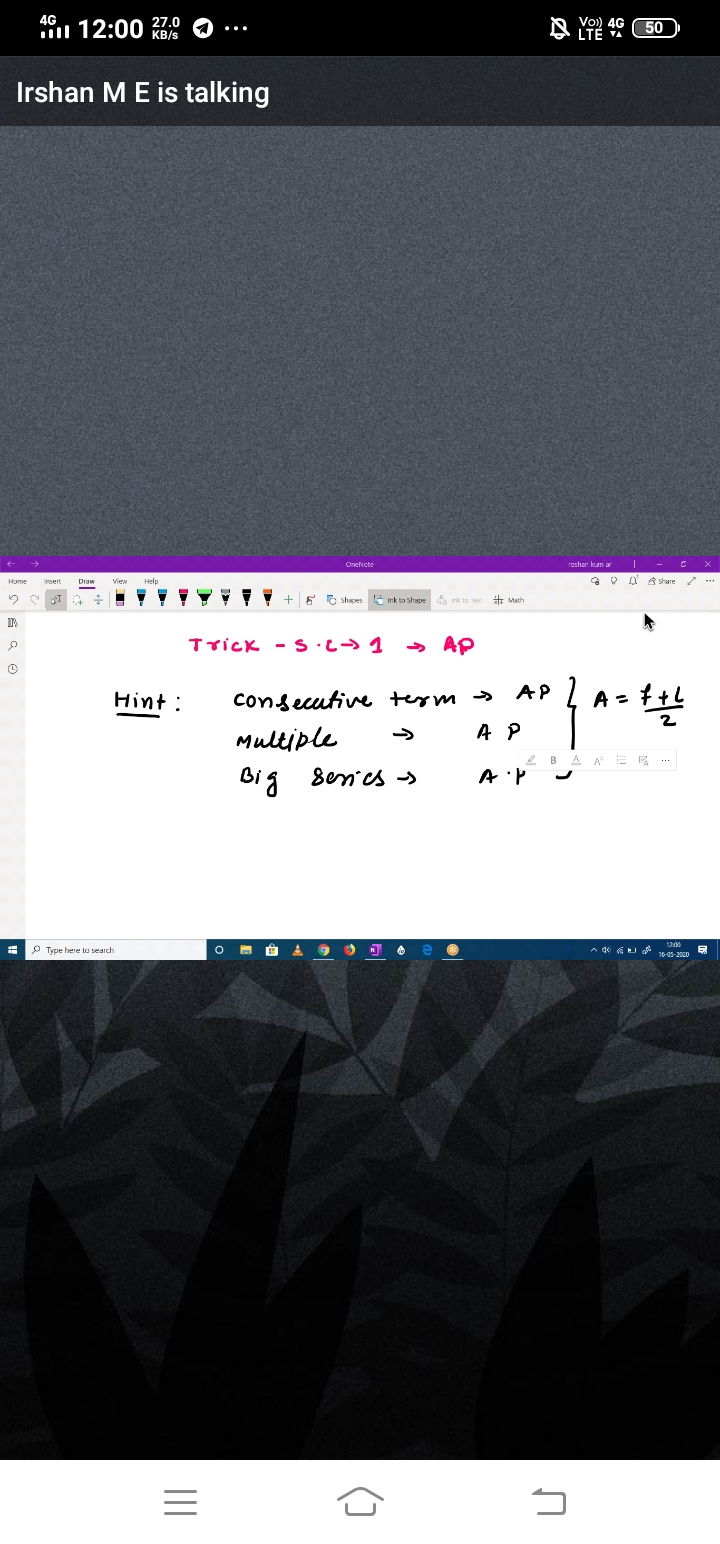 4G 12:00 27.0 KB/s ... Vo)) LTE 4G 50
Irshan M E is talking
OneNote roshan kumar
Home Insert Draw View Help Share
Shapes Ink to Shape Ink to Text Math
Trick - S.C → 1 → AP
Hint : Consecutive term → AP } A = f+l/2
Multiple → A P
Big Series → A.P
B A A
Type here to search
12:00
16-05-2020